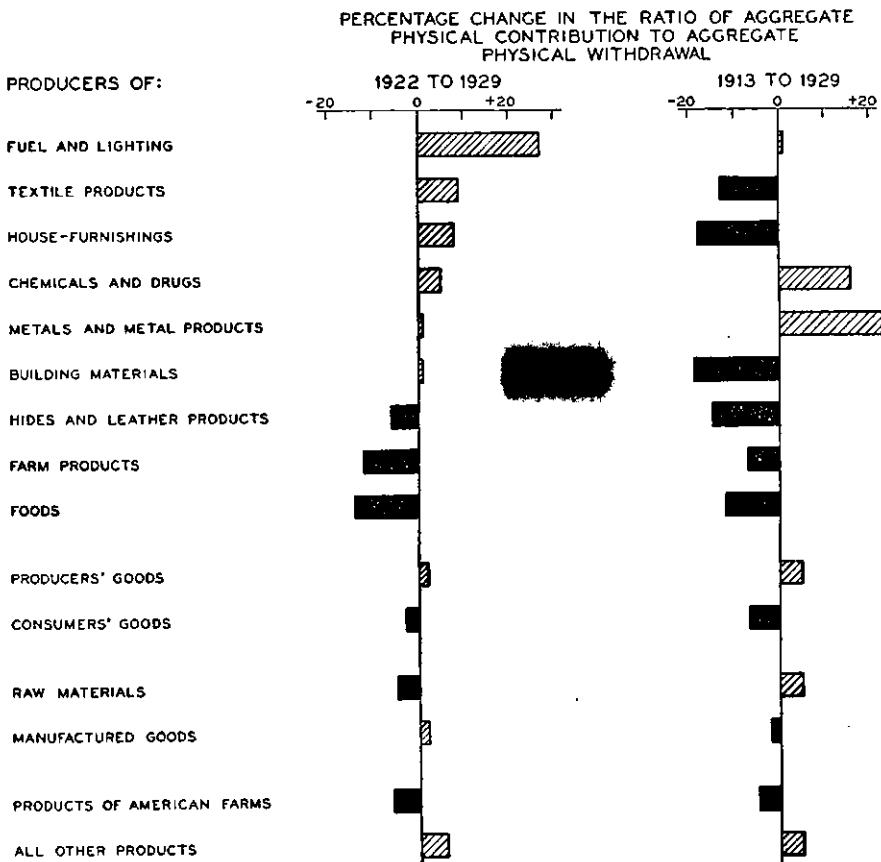 PERCENTAGE CHANGE IN THE RATIO OF AGGREGATE
PHYSICAL CONTRIBUTION TO AGGREGATE
PHYSICAL WITHDRAWAL
PRODUCERS OF:
1922 TO 1929
1913 TO 1929
-20 0 +20
-20 0 +20
FUEL AND LIGHTING
TEXTILE PRODUCTS
HOUSE-FURNISHINGS
CHEMICALS AND DRUGS
METALS AND METAL PRODUCTS
BUILDING MATERIALS
HIDES AND LEATHER PRODUCTS
FARM PRODUCTS
FOODS
PRODUCERS' GOODS
CONSUMERS' GOODS
RAW MATERIALS
MANUFACTURED GOODS
PRODUCTS OF AMERICAN FARMS
ALL OTHER PRODUCTS